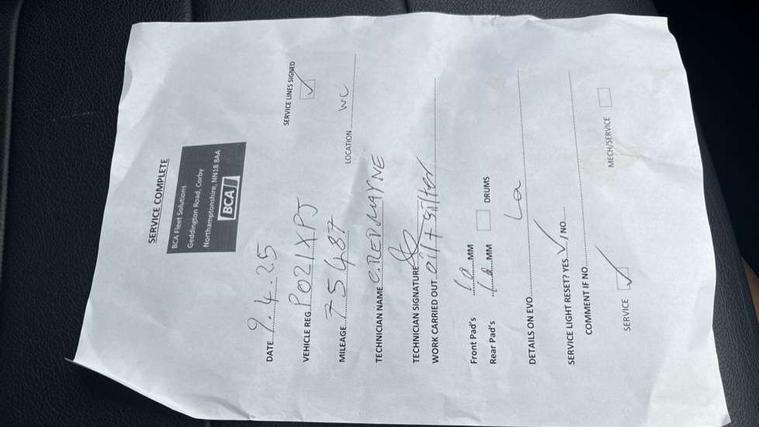 SERVICE COMPLETE
BCA Fleet Solutions
Geddington Road, Corby
Northamptonshire, NN18 8AA
BCA
SERVICE LINES SIGNED ✓
DATE 9.4.25
VEHICLE REG PO21XPJ
MILEAGE 75487 LOCATION WC
TECHNICIAN NAME C.REDMAYNE
TECHNICIAN SIGNATURE
WORK CARRIED OUT oil + filter
Front Pad's MM
Rear Pad's MM DRUMS
DETAILS ON EVO
SERVICE LIGHT RESET? YES ✓ / NO
COMMENT IF NO
SERVICE ✓ MECH/SERVICE